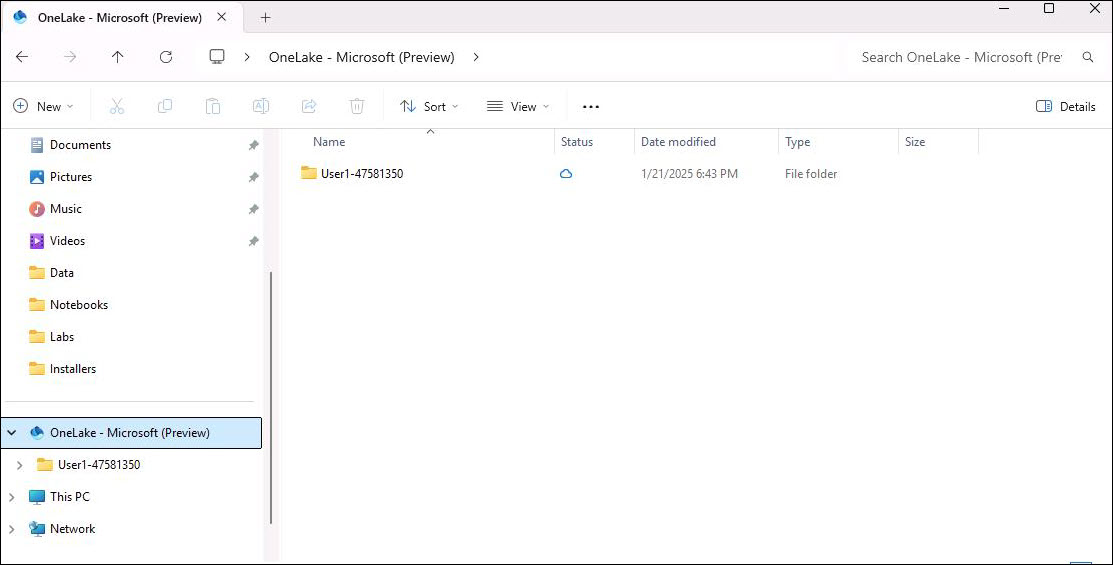 OneLake - Microsoft (Preview)
OneLake - Microsoft (Preview)
Search OneLake - Microsoft (Pre
New
Sort
View
Details
Documents
Pictures
Music
Videos
Data
Notebooks
Labs
Installers
OneLake - Microsoft (Preview)
User1-47581350
This PC
Network
Name Status Date modified Type Size
User1-47581350 1/21/2025 6:43 PM File folder